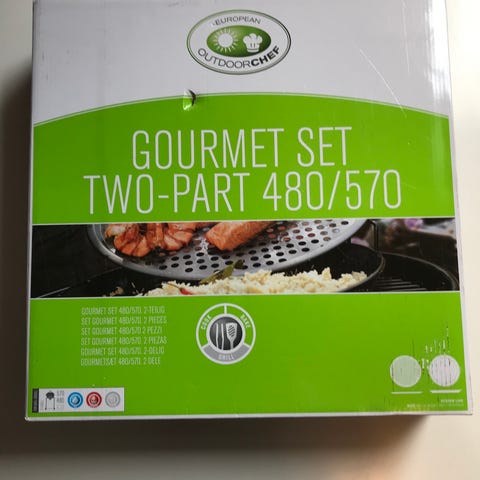 EUROPEAN
OUTDOORCHEF
GOURMET SET
TWO-PART 480/570
GOURMET SET 480/570, 2-TEILIG
SET GOURMET 480/570, 2 PIECES
SET GOURMET 480/570, 2 PEZZI
SET GOURMET 480/570, 2 PIEZAS
GOURMET SET 480/570, 2-DELIG
GOURMETSÆT 480/570, 2 DELE
COOK
BAKE
GRILL
570
480